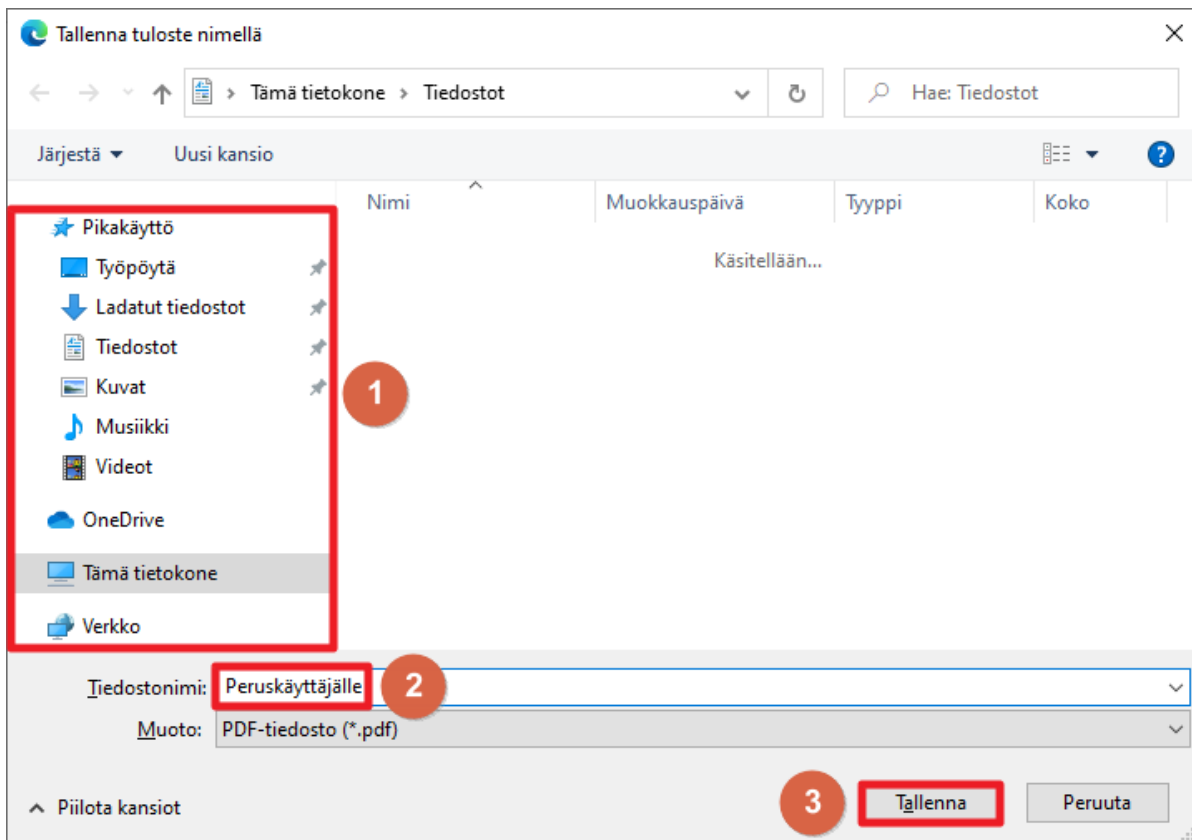 Tallenna tuloste nimellä
Tämä tietokone > Tiedostot
Hae: Tiedostot
Järjestä
Uusi kansio
Nimi
Muokkauspäivä
Tyyppi
Koko
Käsitellään...
Pikakäyttö
Työpöytä
Ladatut tiedostot
Tiedostot
Kuvat
Musiikki
Videot
OneDrive
Tämä tietokone
Verkko
1
Tiedostonimi: Peruskäyttäjälle
2
Muoto: PDF-tiedosto (*.pdf)
Piilota kansiot
3
Tallenna
Peruuta